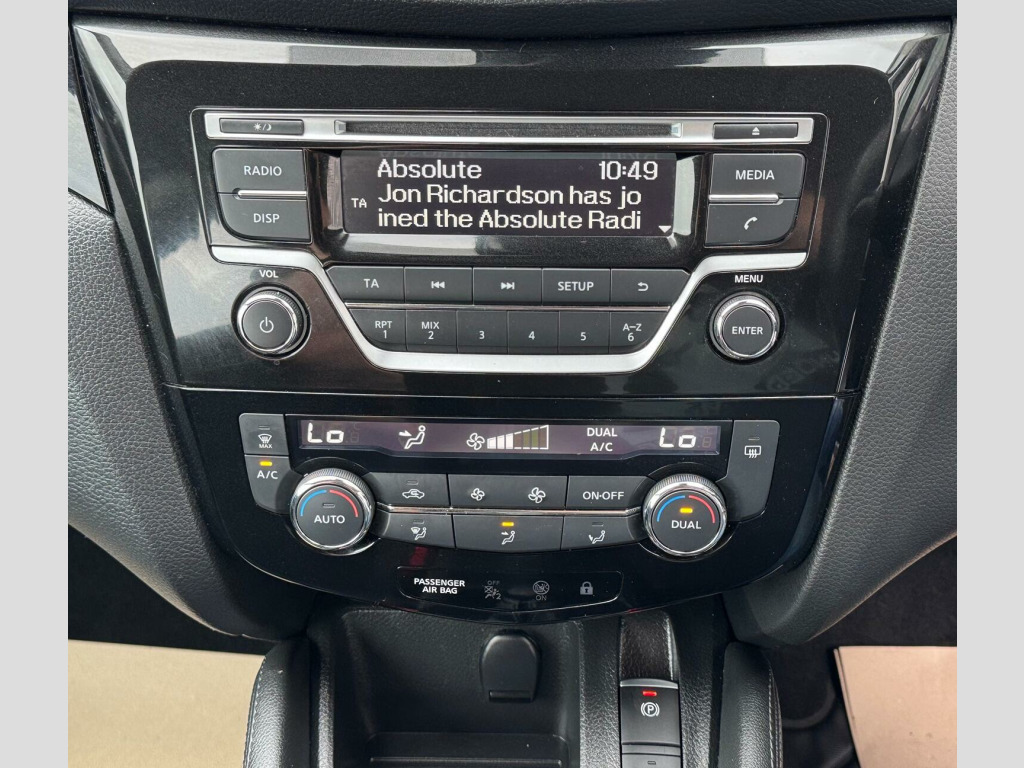 RADIO
DISP
Absolute 10:49
TA Jon Richardson has jo
ined the Absolute Radi
MEDIA
VOL
TA
SETUP
MENU
RPT 1
MIX 2
3
4
5
A-Z 6
ENTER
MAX
Lo
DUAL
A/C
Lo
A/C
AUTO
ON·OFF
DUAL
PASSENGER
AIR BAG
OFF
2
ON
P